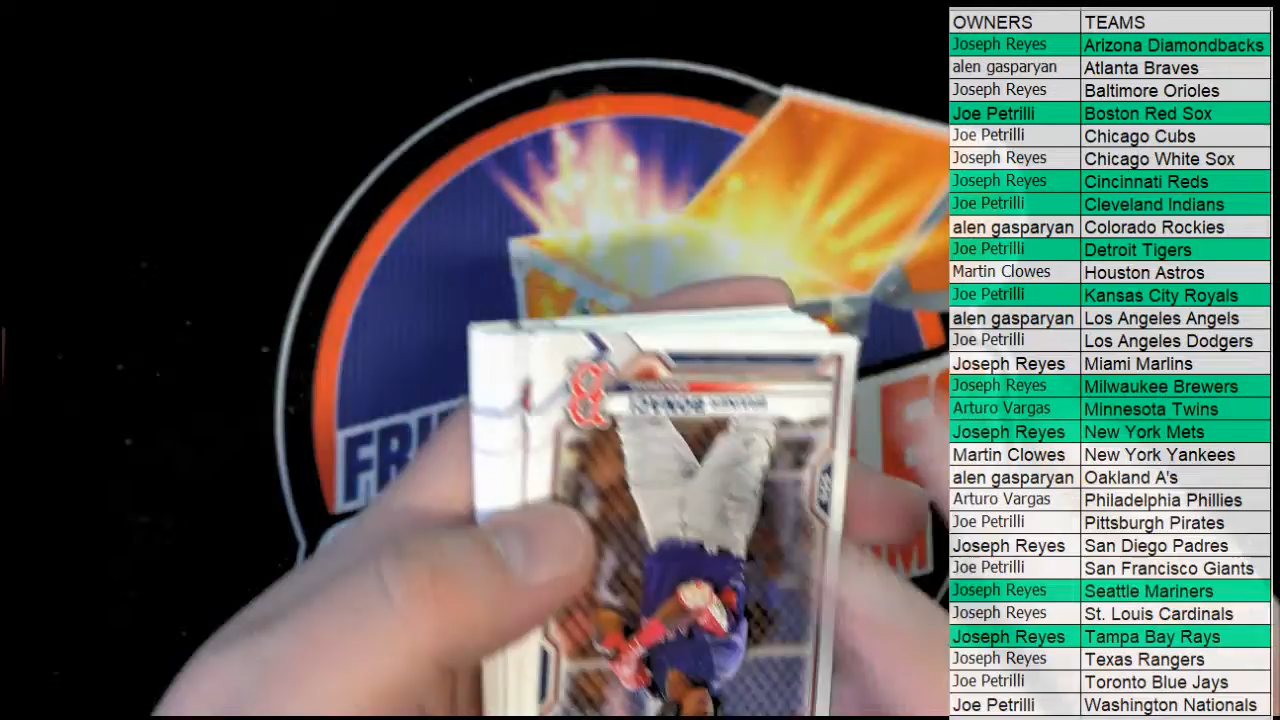 OWNERS TEAMS
Joseph Reyes Arizona Diamondbacks
alen gasparyan Atlanta Braves
Joseph Reyes Baltimore Orioles
Joe Petrilli Boston Red Sox
Joe Petrilli Chicago Cubs
Joseph Reyes Chicago White Sox
Joseph Reyes Cincinnati Reds
Joe Petrilli Cleveland Indians
alen gasparyan Colorado Rockies
Joe Petrilli Detroit Tigers
Martin Clowes Houston Astros
Joe Petrilli Kansas City Royals
alen gasparyan Los Angeles Angels
Joe Petrilli Los Angeles Dodgers
Joseph Reyes Miami Marlins
Joseph Reyes Milwaukee Brewers
Arturo Vargas Minnesota Twins
Joseph Reyes New York Mets
Martin Clowes New York Yankees
alen gasparyan Oakland A's
Arturo Vargas Philadelphia Phillies
Joe Petrilli Pittsburgh Pirates
Joseph Reyes San Diego Padres
Joe Petrilli San Francisco Giants
Joseph Reyes Seattle Mariners
Joseph Reyes St. Louis Cardinals
Joseph Reyes Tampa Bay Rays
Joseph Reyes Texas Rangers
Joe Petrilli Toronto Blue Jays
Joe Petrilli Washington Nationals